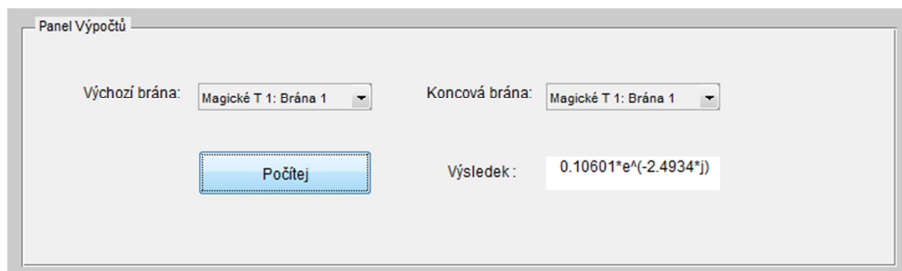 Panel Výpočtů
Výchozí brána: Magické T 1: Brána 1 Koncová brána: Magické T 1: Brána 1
Počítej Výsledek : 0.10601*e^(-2.4934*j)